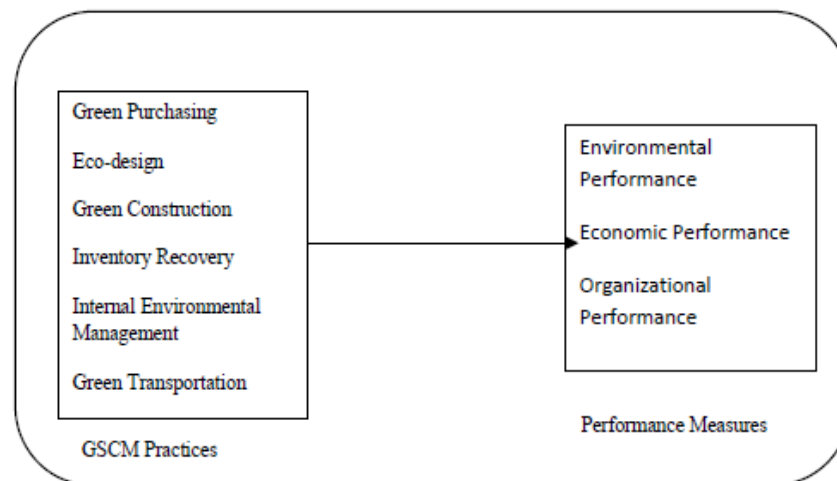 Green Purchasing
Eco-design
Green Construction
Inventory Recovery
Internal Environmental
Management
Green Transportation
GSCM Practices
Environmental
Performance
Economic Performance
Organizational
Performance
Performance Measures